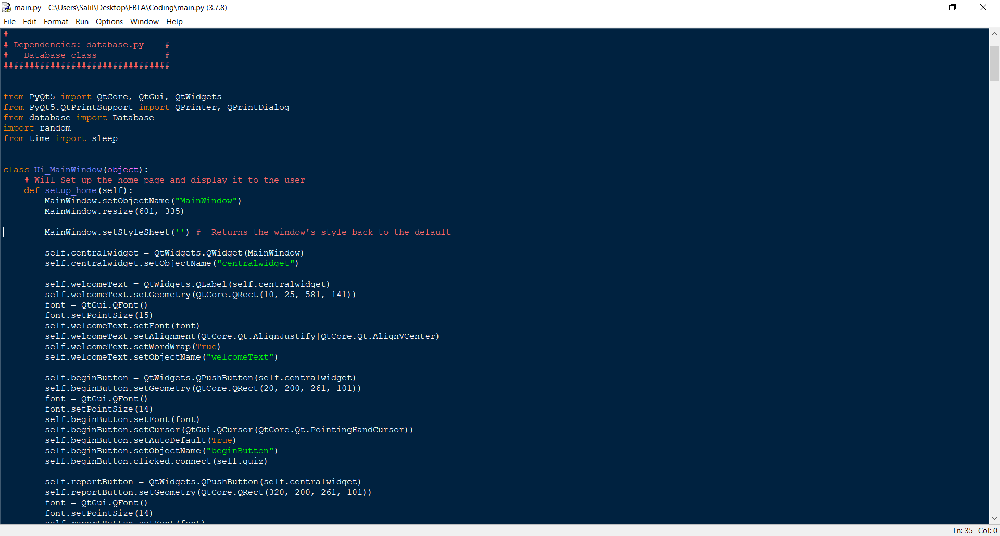 main.py - C:\Users\Salil\Desktop\FBLA\Coding\main.py (3.7.8)
File Edit Format Run Options Window Help
#
# Dependencies: database.py    #
#   Database class             #
################################
from PyQt5 import QtCore, QtGui, QtWidgets
from PyQt5.QtPrintSupport import QPrinter, QPrintDialog
from database import Database
import random
from time import sleep
class Ui_MainWindow(object):
    # Will Set up the home page and display it to the user
    def setup_home(self):
        MainWindow.setObjectName("MainWindow")
        MainWindow.resize(601, 335)
        MainWindow.setStyleSheet('') #  Returns the window's style back to the default
        self.centralwidget = QtWidgets.QWidget(MainWindow)
        self.centralwidget.setObjectName("centralwidget")
        self.welcomeText = QtWidgets.QLabel(self.centralwidget)
        self.welcomeText.setGeometry(QtCore.QRect(10, 25, 581, 141))
        font = QtGui.QFont()
        font.setPointSize(15)
        self.welcomeText.setFont(font)
        self.welcomeText.setAlignment(QtCore.Qt.AlignJustify|QtCore.Qt.AlignVCenter)
        self.welcomeText.setWordWrap(True)
        self.welcomeText.setObjectName("welcomeText")
        self.beginButton = QtWidgets.QPushButton(self.centralwidget)
        self.beginButton.setGeometry(QtCore.QRect(20, 200, 261, 101))
        font = QtGui.QFont()
        font.setPointSize(14)
        self.beginButton.setFont(font)
        self.beginButton.setCursor(QtGui.QCursor(QtCore.Qt.PointingHandCursor))
        self.beginButton.setAutoDefault(True)
        self.beginButton.setObjectName("beginButton")
        self.beginButton.clicked.connect(self.quiz)
        self.reportButton = QtWidgets.QPushButton(self.centralwidget)
        self.reportButton.setGeometry(QtCore.QRect(320, 200, 261, 101))
        font = QtGui.QFont()
        font.setPointSize(14)
        self.reportButton.setFont(font)
Ln: 35 Col: 0